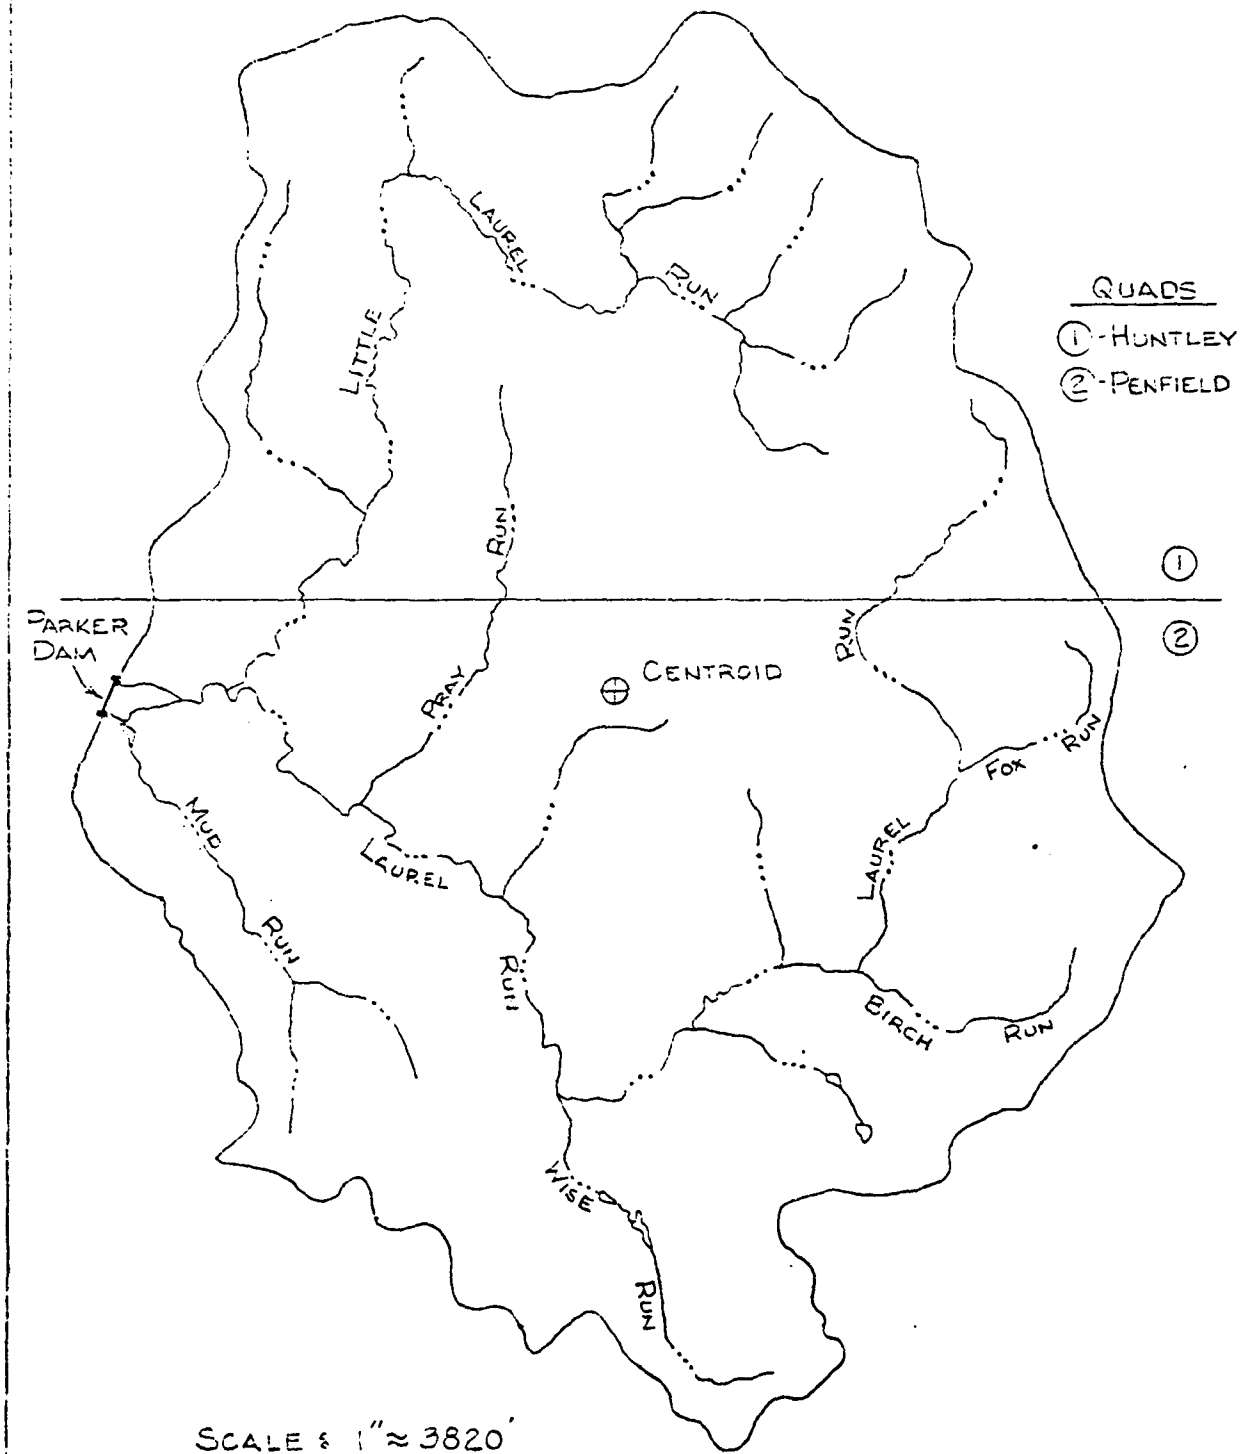 LAUREL
RUN
QUADS
① -HUNTLEY
② -PENFIELD
LITTLE
RUN
①
PARKER
DAM
②
RUN
CENTROID
PRAY
RUN
FOX
MUD
LAUREL
LAUREL
RUN
RUN
BIRCH
RUN
WISE
RUN
SCALE : 1" ≈ 3820'